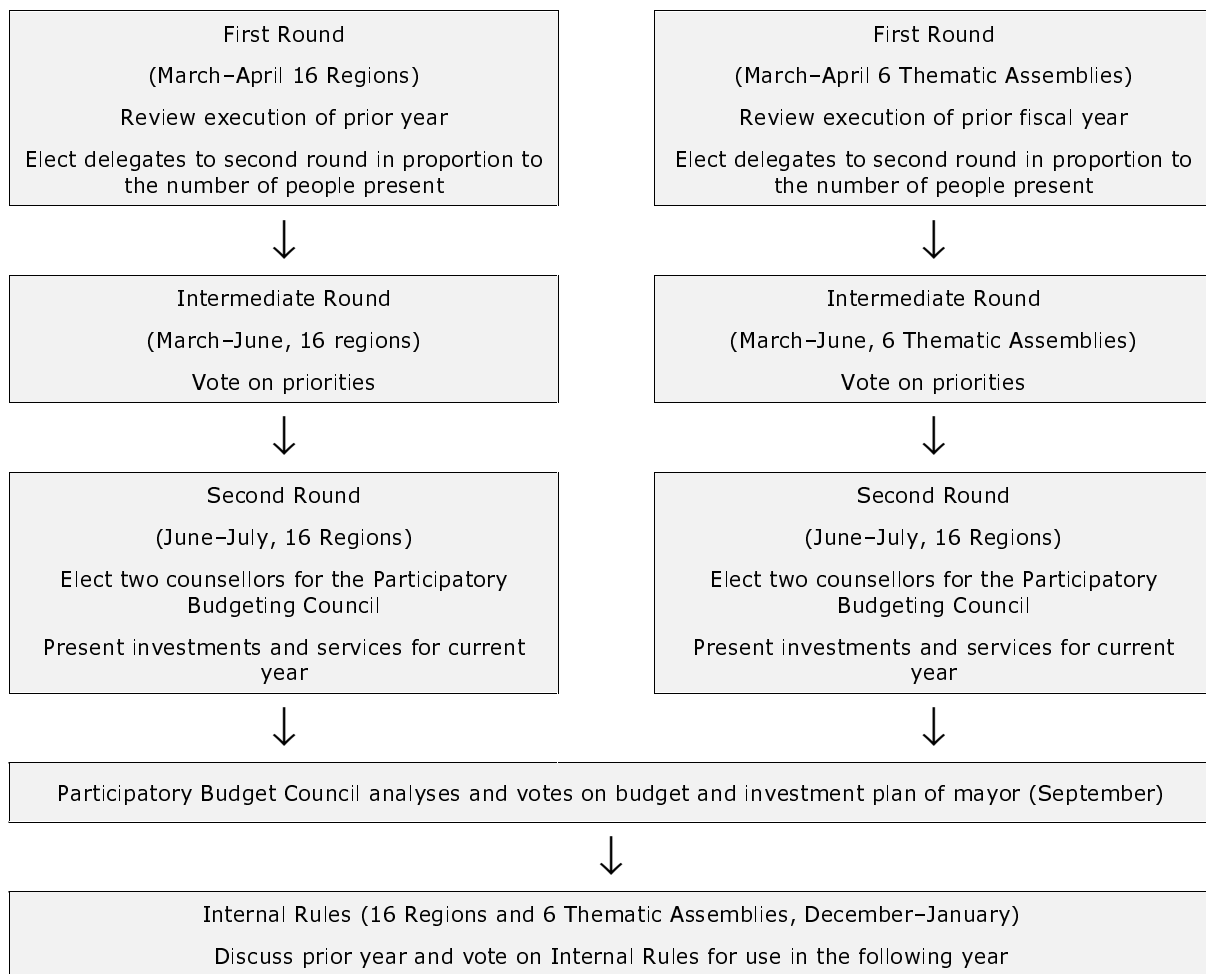 First Round
(March–April 16 Regions)
Review execution of prior year
Elect delegates to second round in proportion to
the number of people present
First Round
(March–April 6 Thematic Assemblies)
Review execution of prior fiscal year
Elect delegates to second round in proportion to
the number of people present
Intermediate Round
(March–June, 16 regions)
Vote on priorities
Intermediate Round
(March–June, 6 Thematic Assemblies)
Vote on priorities
Second Round
(June–July, 16 Regions)
Elect two counsellors for the Participatory
Budgeting Council
Present investments and services for current
year
Second Round
(June–July, 16 Regions)
Elect two counsellors for the Participatory
Budgeting Council
Present investments and services for current
year
Participatory Budget Council analyses and votes on budget and investment plan of mayor (September)
Internal Rules (16 Regions and 6 Thematic Assemblies, December–January)
Discuss prior year and vote on Internal Rules for use in the following year